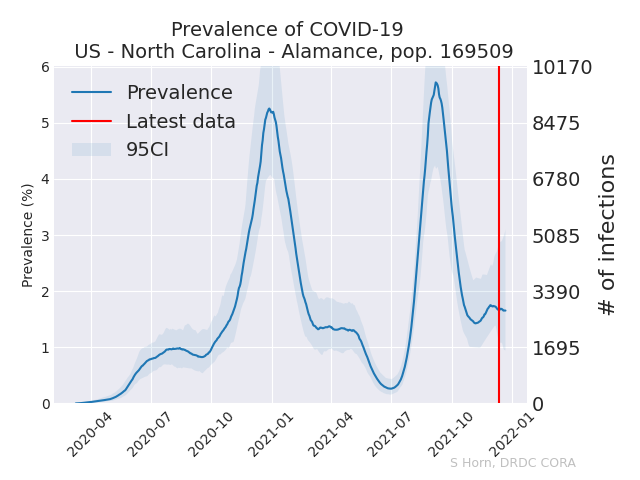 Prevalence of COVID-19
US - North Carolina - Alamance, pop. 169509
Prevalence
Latest data
95CI
Prevalence (%)
6
5
4
3
2
1
0
10170
8475
6780
5085
3390
1695
0
# of infections
2020-04
2020-07
2020-10
2021-01
2021-04
2021-07
2021-10
2022-01
S Horn, DRDC CORA